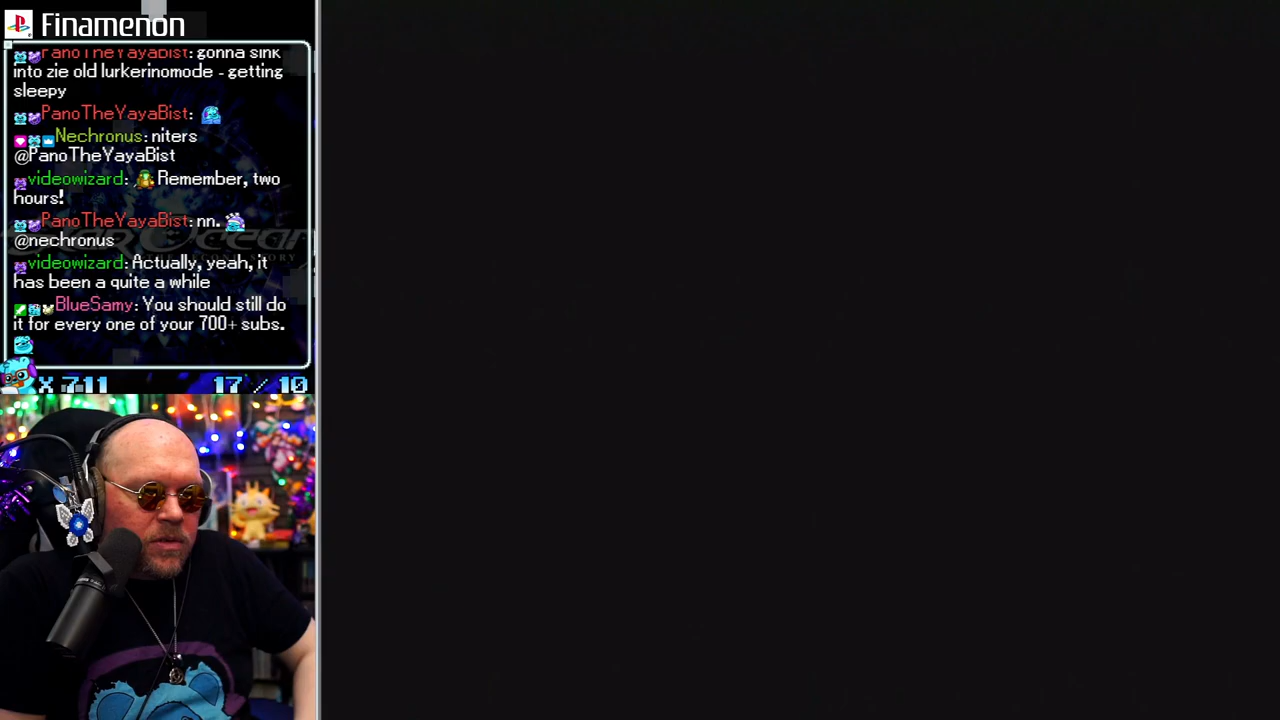 Finamenon
PanoTheYayaBist: gonna sink
into zie old lurkerinomode - getting
sleepy
PanoTheYayaBist:
Nechronus: niters
@PanoTheYayaBist
videowizard: Remember, two
hours!
PanoTheYayaBist: nn.
@nechronus
videowizard: Actually, yeah, it
has been a quite a while
BlueSamy: You should still do
it for every one of your 700+ subs.
X 711 17 / 10